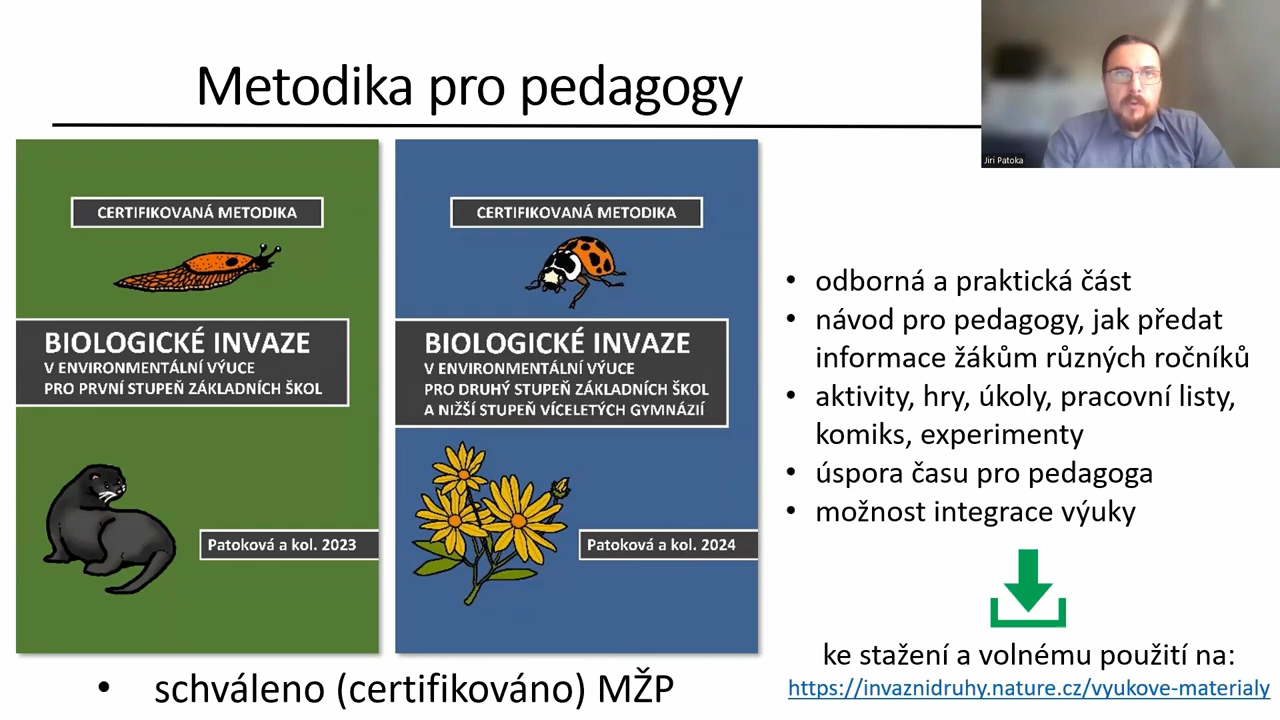 Metodika pro pedagogy
Jiri Patoka
CERTIFIKOVANÁ METODIKA
BIOLOGICKÉ INVAZE
V ENVIRONMENTÁLNÍ VÝUCE
PRO PRVNÍ STUPEŇ ZÁKLADNÍCH ŠKOL
Patoková a kol. 2023
CERTIFIKOVANÁ METODIKA
BIOLOGICKÉ INVAZE
V ENVIRONMENTÁLNÍ VÝUCE
PRO DRUHÝ STUPEŇ ZÁKLADNÍCH ŠKOL
A NIŽŠÍ STUPEŇ VÍCELETÝCH GYMNÁZIÍ
Patoková a kol. 2024
• odborná a praktická část
• návod pro pedagogy, jak předat
informace žákům různých ročníků
• aktivity, hry, úkoly, pracovní listy,
komiks, experimenty
• úspora času pro pedagoga
• možnost integrace výuky
ke stažení a volnému použití na:
https://invaznidruhy.nature.cz/vyukove-materialy
• schváleno (certifikováno) MŽP